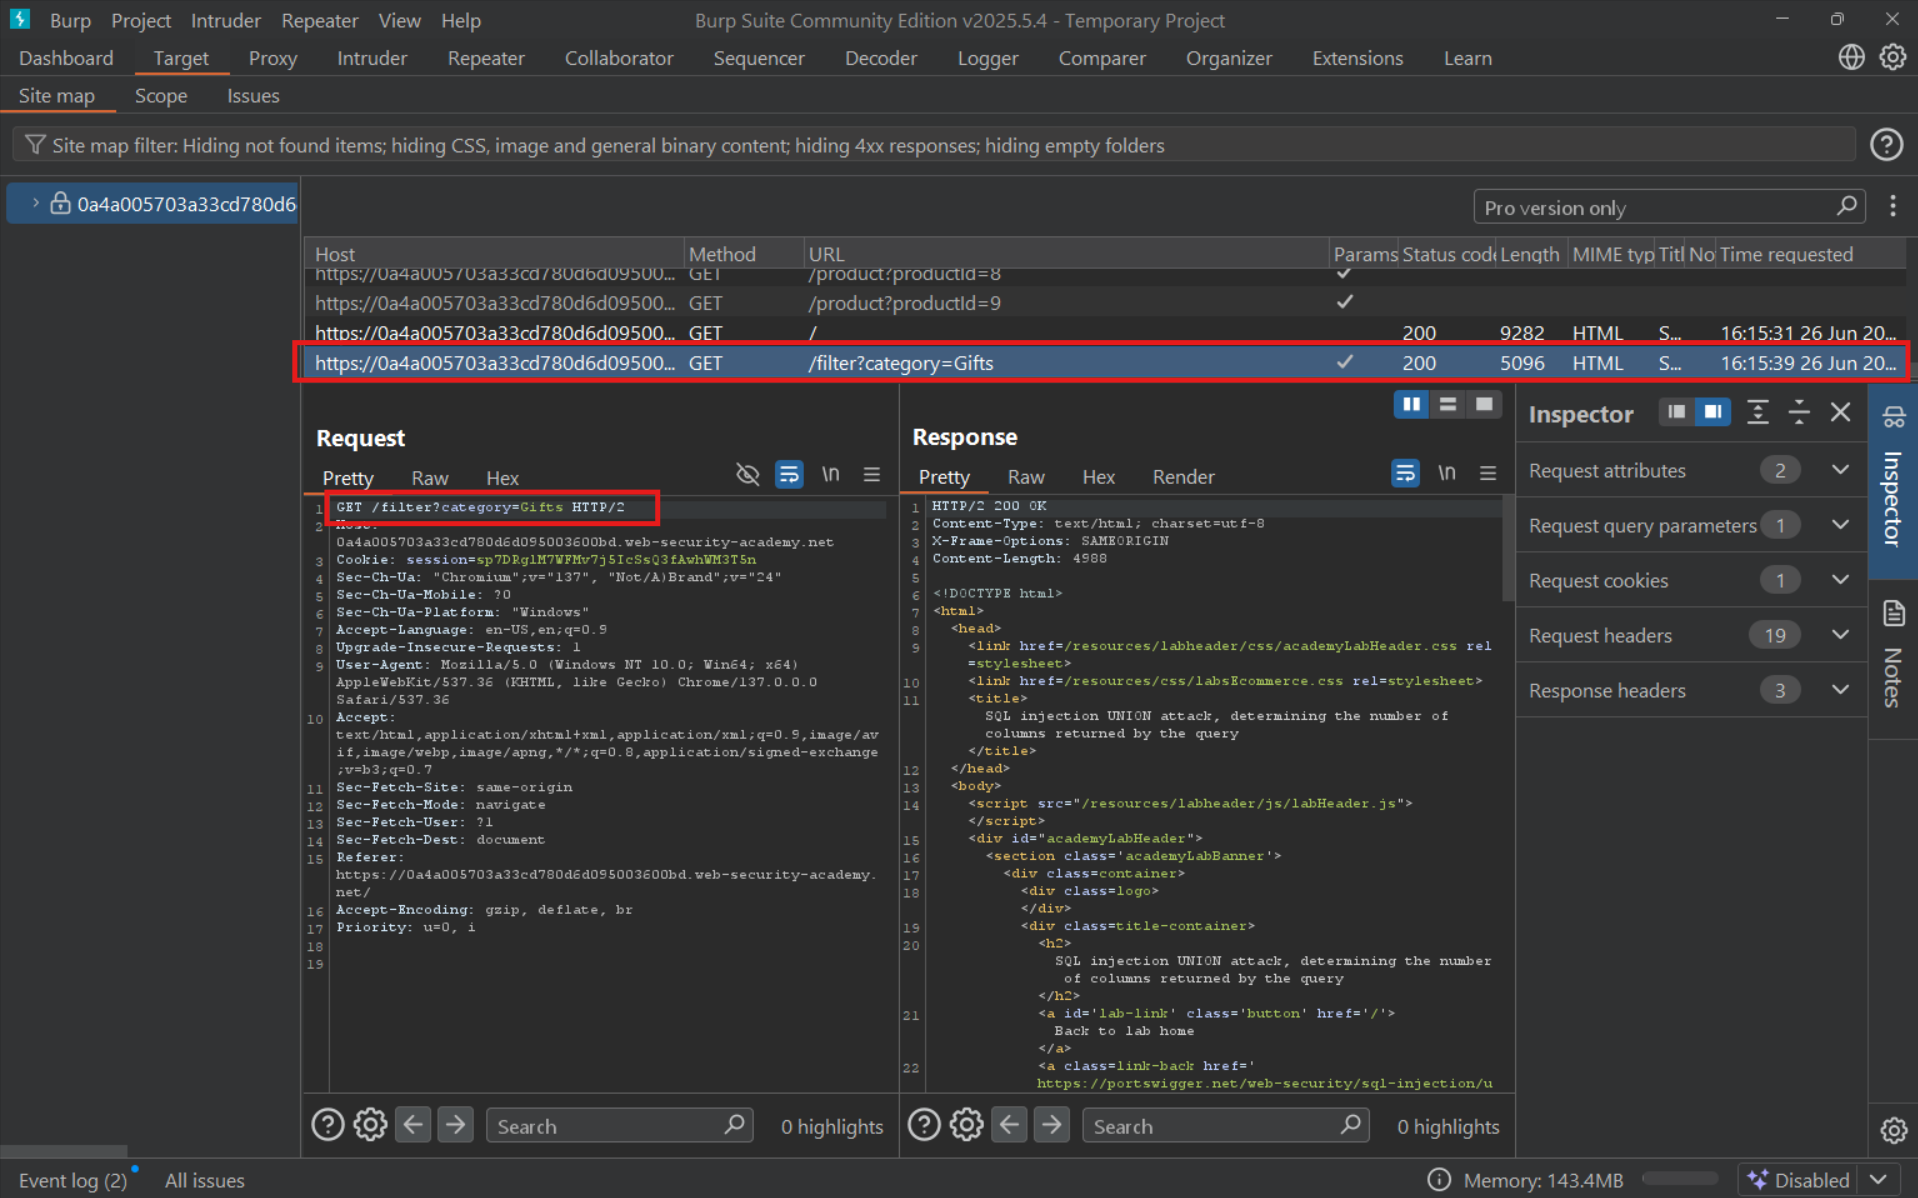 Burp Project Intruder Repeater View Help Burp Suite Community Edition v2025.5.4 - Temporary Project
Dashboard Target Proxy Intruder Repeater Collaborator Sequencer Decoder Logger Comparer Organizer Extensions Learn
Site map Scope Issues
Site map filter: Hiding not found items; hiding CSS, image and general binary content; hiding 4xx responses; hiding empty folders
0a4a005703a33cd780d6
Pro version only
Host Method URL Params Status code Length MIME typ Titl No Time requested
https://0a4a005703a33cd780d6d09500... GET /product?productId=8
https://0a4a005703a33cd780d6d09500... GET /product?productId=9
https://0a4a005703a33cd780d6d09500... GET / 200 9282 HTML S... 16:15:31 26 Jun 20...
https://0a4a005703a33cd780d6d09500... GET /filter?category=Gifts 200 5096 HTML S... 16:15:39 26 Jun 20...
Request
Pretty Raw Hex
\n
1 GET /filter?category=Gifts HTTP/2
2 Host:
0a4a005703a33cd780d6d095003600bd.web-security-academy.net
3 Cookie: session=sp7DRglM7WFMv7j5IcSsQ3fAwhWM3T5n
4 Sec-Ch-Ua: "Chromium";v="137", "Not/A)Brand";v="24"
5 Sec-Ch-Ua-Mobile: ?0
6 Sec-Ch-Ua-Platform: "Windows"
7 Accept-Language: en-US,en;q=0.9
8 Upgrade-Insecure-Requests: 1
9 User-Agent: Mozilla/5.0 (Windows NT 10.0; Win64; x64)
AppleWebKit/537.36 (KHTML, like Gecko) Chrome/137.0.0.0
Safari/537.36
10 Accept:
text/html,application/xhtml+xml,application/xml;q=0.9,image/av
if,image/webp,image/apng,*/*;q=0.8,application/signed-exchange
;v=b3;q=0.7
11 Sec-Fetch-Site: same-origin
12 Sec-Fetch-Mode: navigate
13 Sec-Fetch-User: ?1
14 Sec-Fetch-Dest: document
15 Referer:
https://0a4a005703a33cd780d6d095003600bd.web-security-academy.
net/
16 Accept-Encoding: gzip, deflate, br
17 Priority: u=0, i
18
19
Search 0 highlights
Response
Pretty Raw Hex Render
\n
1 HTTP/2 200 OK
2 Content-Type: text/html; charset=utf-8
3 X-Frame-Options: SAMEORIGIN
4 Content-Length: 4988
5
6 <!DOCTYPE html>
7 <html>
8 <head>
9 <link href=/resources/labheader/css/academyLabHeader.css rel
=stylesheet>
10 <link href=/resources/css/labsEcommerce.css rel=stylesheet>
11 <title>
SQL injection UNION attack, determining the number of
columns returned by the query
</title>
12 </head>
13 <body>
14 <script src="/resources/labheader/js/labHeader.js">
</script>
15 <div id="academyLabHeader">
16 <section class='academyLabBanner'>
17 <div class=container>
18 <div class=logo>
</div>
19 <div class=title-container>
20 <h2>
SQL injection UNION attack, determining the number
of columns returned by the query
</h2>
21 <a id='lab-link' class='button' href='/'>
Back to lab home
</a>
22 <a class=link-back href='
https://portswigger.net/web-security/sql-injection/u
Search 0 highlights
Inspector
Request attributes 2
Request query parameters 1
Request cookies 1
Request headers 19
Response headers 3
Inspector
Notes
Event log (2) All issues Memory: 143.4MB Disabled